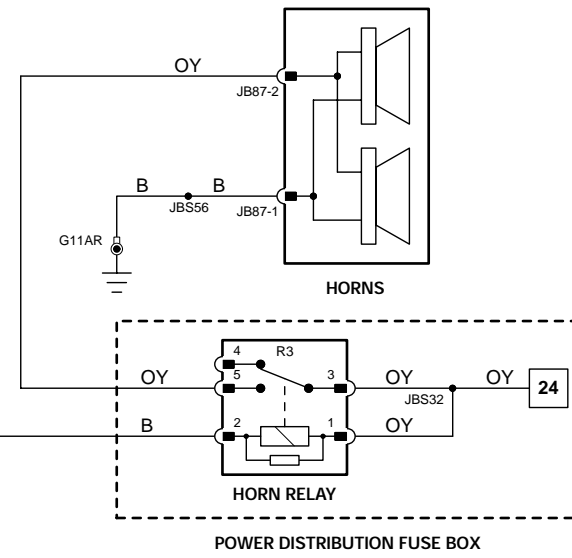 OY
JB87-2
B
B
JBS56
JB87-1
G11AR
HORNS
4
R3
OY
5
3
OY
OY
24
JBS32
B
2
1
OY
HORN RELAY
POWER DISTRIBUTION FUSE BOX